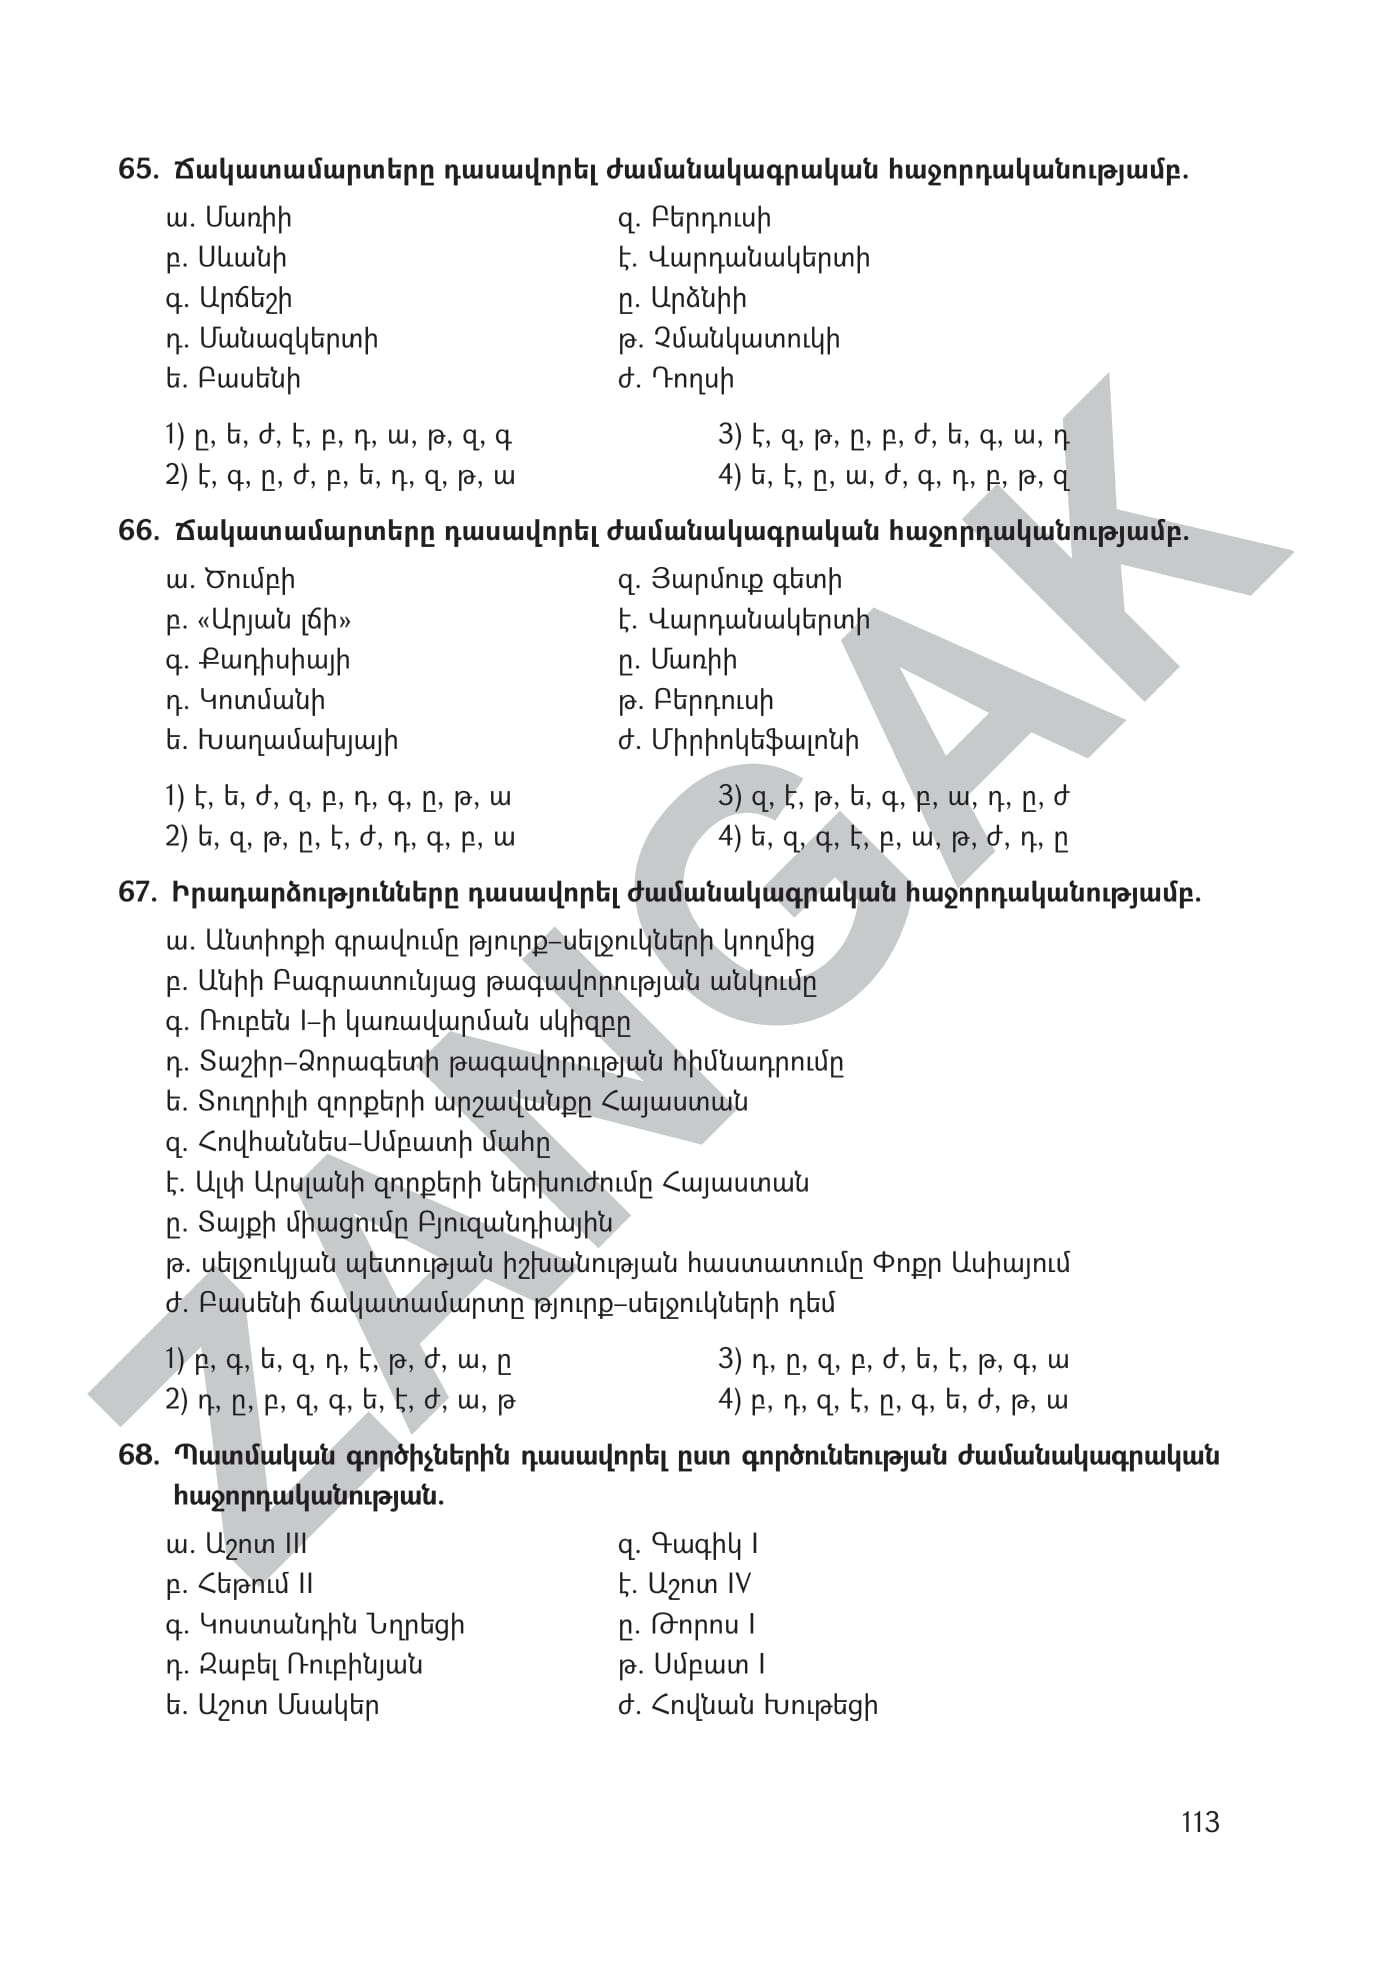 65. Ճակատամարտերը դասավորել ժամանակագրական հաջորդականությամբ.
ա. Մառիի
բ. Սևանի
գ. Արճեշի
դ. Մանազկերտի
ե. Բասենի
զ. Բերդուսի
է. Վարդանակերտի
ը. Արձնիի
թ. Չմանկատուկի
ժ. Դողսի
1) ը, ե, ժ, է, բ, դ, ա, թ, զ, գ
2) է, գ, ը, ժ, բ, ե, դ, զ, թ, ա
3) է, զ, թ, ը, բ, ժ, ե, գ, ա, դ
4) ե, է, ը, ա, ժ, գ, դ, բ, թ, զ
66. Ճակատամարտերը դասավորել ժամանակագրական հաջորդականությամբ.
ա. Ծումբի
բ. «Արյան լճի»
գ. Քադիսիայի
դ. Կոտմանի
ե. Խաղամախյայի
զ. Յարմուք գետի
է. Վարդանակերտի
ը. Մառիի
թ. Բերդուսի
ժ. Միրիոկեֆալոնի
1) է, ե, ժ, զ, բ, դ, գ, ը, թ, ա
2) ե, զ, թ, ը, է, ժ, դ, գ, բ, ա
3) զ, է, թ, ե, գ, բ, ա, դ, ը, ժ
4) ե, զ, գ, է, բ, ա, թ, ժ, դ, ը
67. Իրադարձությունները դասավորել ժամանակագրական հաջորդականությամբ.
ա. Անտիոքի գրավումը թյուրք–սելջուկների կողմից
բ. Անիի Բագրատունյաց թագավորության անկումը
գ. Ռուբեն I–ի կառավարման սկիզբը
դ. Տաշիր–Ձորագետի թագավորության հիմնադրումը
ե. Տուղրիլի զորքերի արշավանքը Հայաստան
զ. Հովհաննես–Սմբատի մահը
է. Ալփ Արսլանի զորքերի ներխուժումը Հայաստան
ը. Տայքի միացումը Բյուզանդիային
թ. սելջուկյան պետության իշխանության հաստատումը Փոքր Ասիայում
ժ. Բասենի ճակատամարտը թյուրք–սելջուկների դեմ
1) բ, գ, ե, զ, դ, է, թ, ժ, ա, ը
2) դ, ը, բ, զ, գ, ե, է, ժ, ա, թ
3) դ, ը, զ, բ, ժ, ե, է, թ, գ, ա
4) բ, դ, զ, է, ը, գ, ե, ժ, թ, ա
68. Պատմական գործիչներին դասավորել ըստ գործունեության ժամանակագրական
հաջորդականության.
ա. Աշոտ III
բ. Հեթում II
գ. Կոստանդին Նղրեցի
դ. Զաբել Ռուբինյան
ե. Աշոտ Մսակեր
զ. Գագիկ I
է. Աշոտ IV
ը. Թորոս I
թ. Սմբատ I
ժ. Հովնան Խութեցի
113
ZANGAK